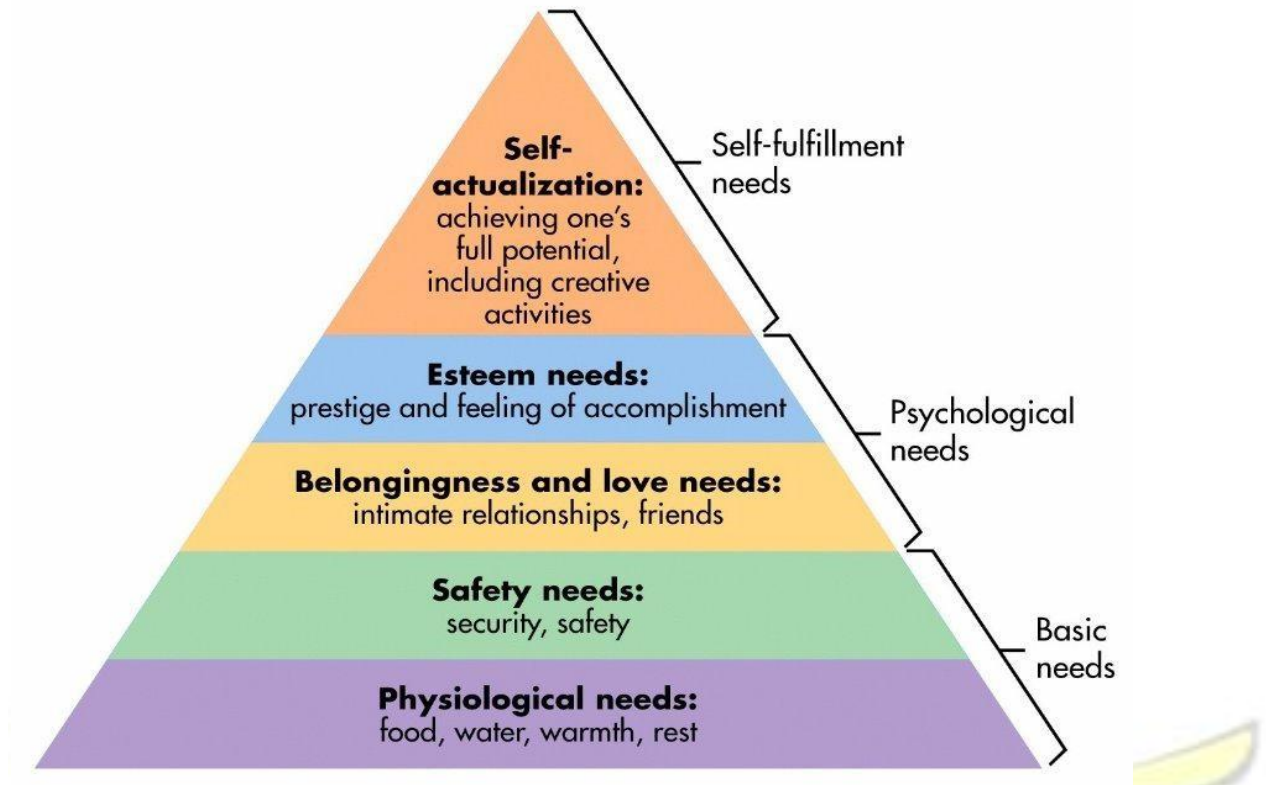 Self-
actualization:
achieving one's
full potential,
including creative
activities
Self-fulfillment
needs
Esteem needs:
prestige and feeling of accomplishment
Psychological
needs
Belongingness and love needs:
intimate relationships, friends
Safety needs:
security, safety
Basic
needs
Physiological needs:
food, water, warmth, rest